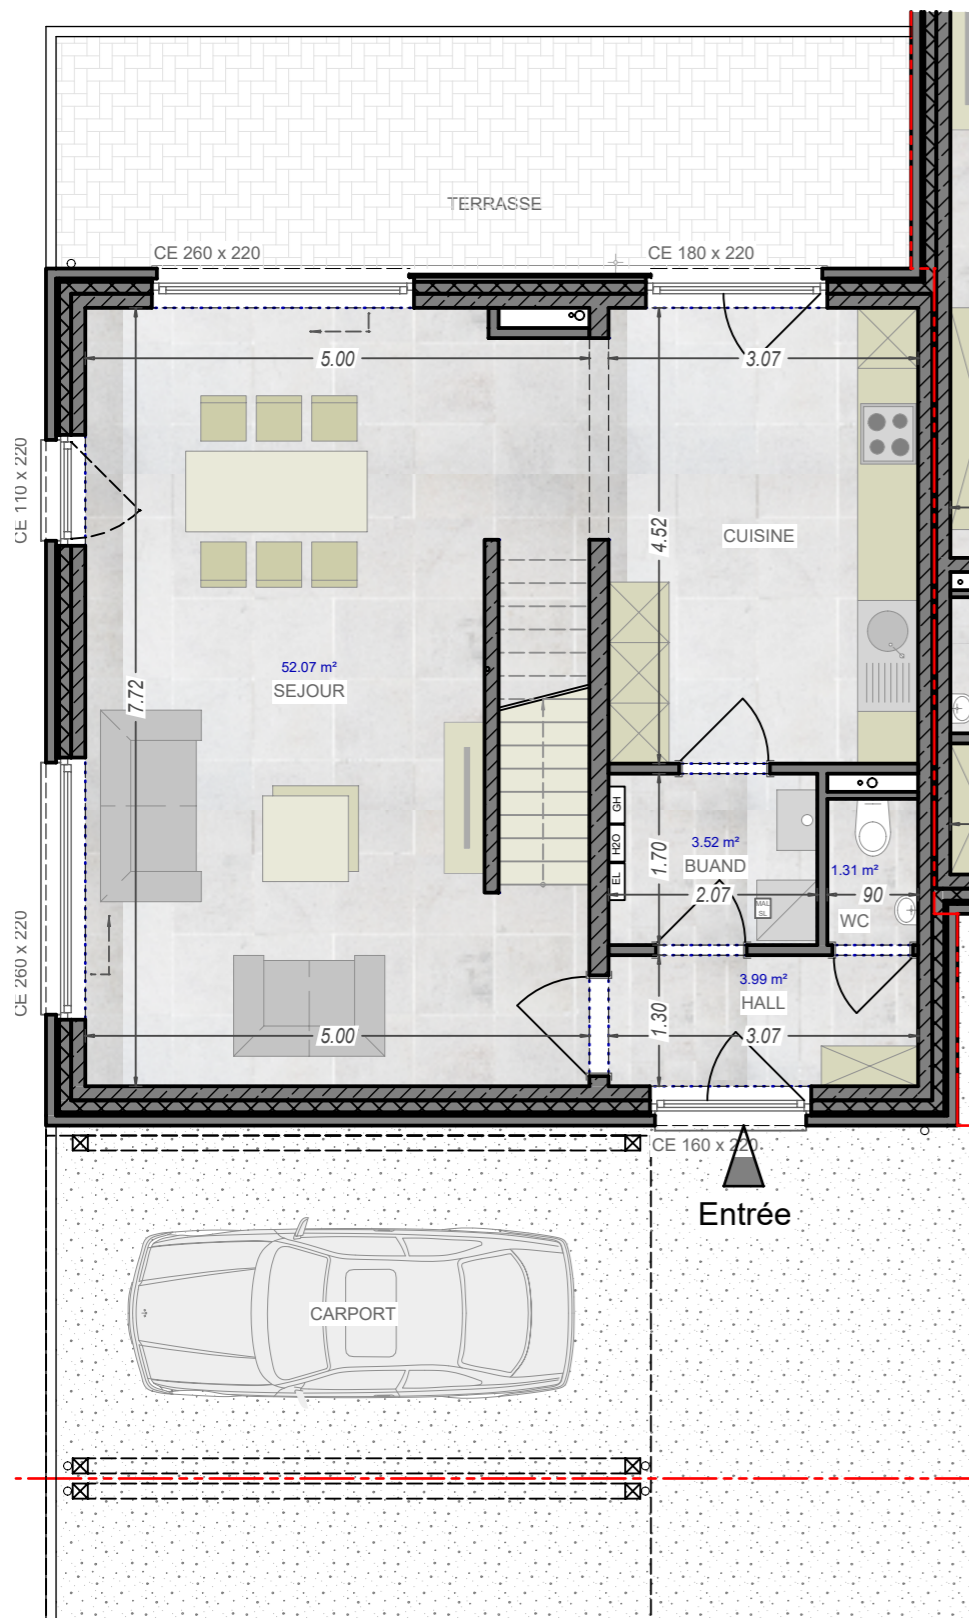 TERRASSE
CE 260 x 220
CE 180 x 220
5.00
3.07
CE 110 x 220
4.52
CUISINE
52.07 m²
SEJOUR
7.72
GH
H2O
EL
1.70
3.52 m²
BUAND
2.07
MAL
SL
1.31 m²
90
WC
CE 260 x 220
3.99 m²
HALL
1.30
5.00
3.07
CE 160 x 220
Entrée
CARPORT